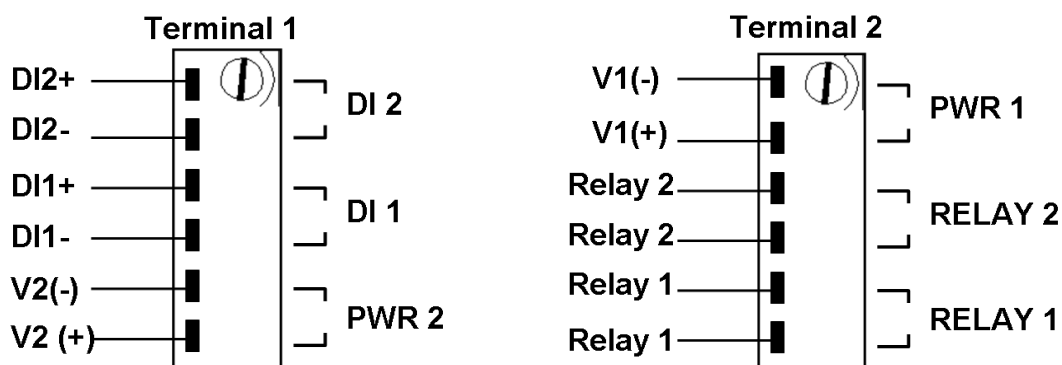 Terminal 1
DI2+
DI2-
DI 2
DI1+
DI1-
DI 1
V2(-)
V2 (+)
PWR 2
Terminal 2
V1(-)
V1(+)
PWR 1
Relay 2
Relay 2
RELAY 2
Relay 1
Relay 1
RELAY 1